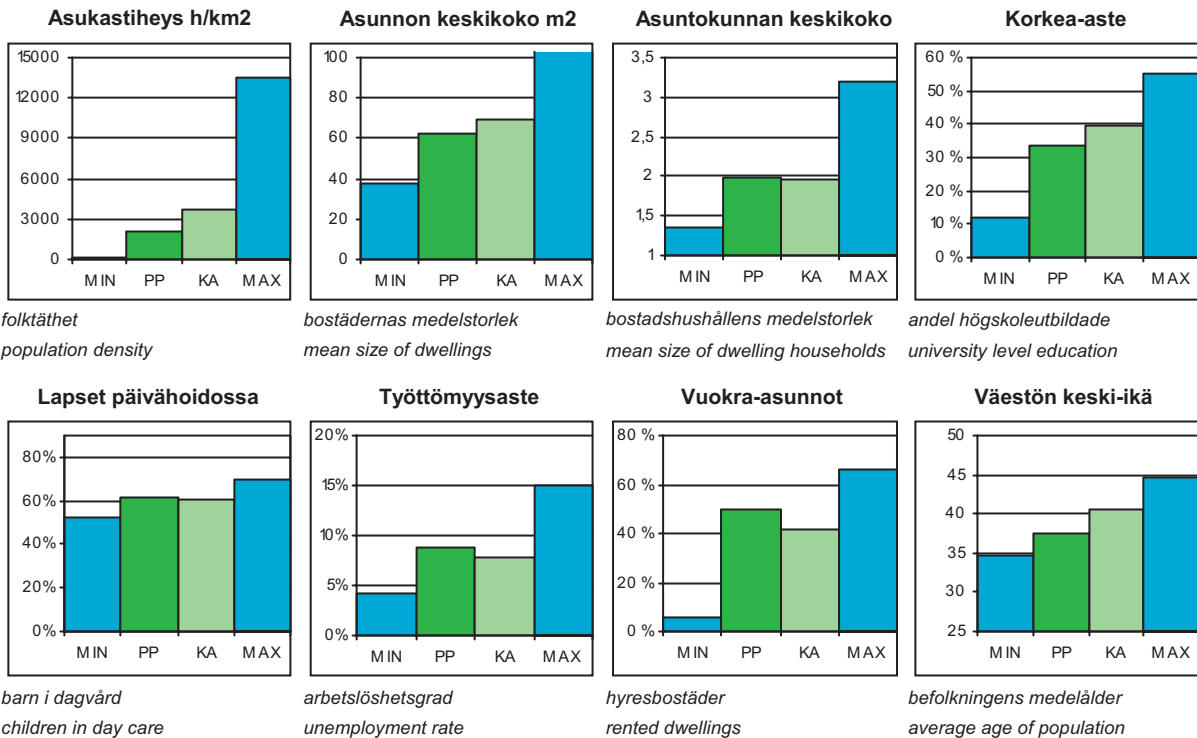 Asukastiheys h/km2
15000
12000
9000
6000
3000
0
MIN PP KA MAX
folktäthet
population density
Asunnon keskikoko m2
100
80
60
40
20
0
MIN PP KA MAX
bostädernas medelstorlek
mean size of dwellings
Asuntokunnan keskikoko
3,5
3
2,5
2
1,5
1
MIN PP KA MAX
bostadshushållens medelstorlek
mean size of dwelling households
Korkea-aste
60 %
50 %
40 %
30 %
20 %
10 %
0 %
MIN PP KA MAX
andel högskoleutbildade
university level education
Lapset päivähoidossa
80%
60%
40%
20%
0%
MIN PP KA MAX
barn i dagvård
children in day care
Työttömyysaste
20%
15%
10%
5%
0%
MIN PP KA MAX
arbetslöshetsgrad
unemployment rate
Vuokra-asunnot
80 %
60 %
40 %
20 %
0 %
MIN PP KA MAX
hyresbostäder
rented dwellings
Väestön keski-ikä
50
45
40
35
30
25
MIN PP KA MAX
befolkningens medelålder
average age of population